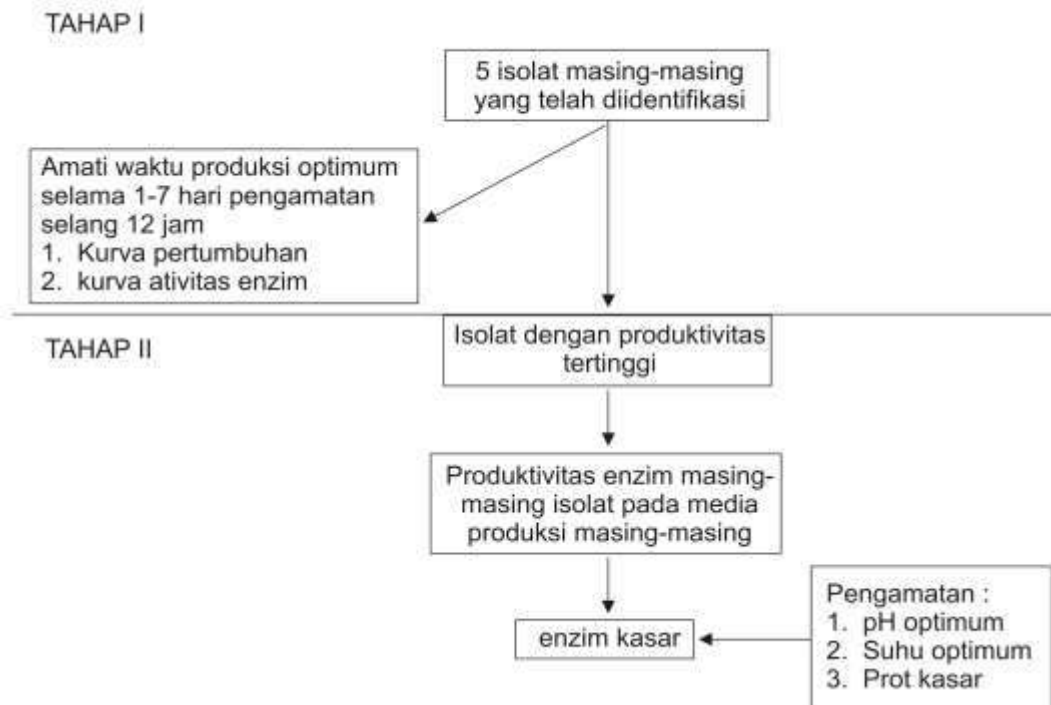 TAHAP I
5 isolat masing-masing
yang telah diidentifikasi
Amati waktu produksi optimum
selama 1-7 hari pengamatan
selang 12 jam
1. Kurva pertumbuhan
2. kurva ativitas enzim
TAHAP II
Isolat dengan produktivitas
tertinggi
Produktivitas enzim masing-
masing isolat pada media
produksi masing-masing
enzim kasar
Pengamatan :
1. pH optimum
2. Suhu optimum
3. Prot kasar